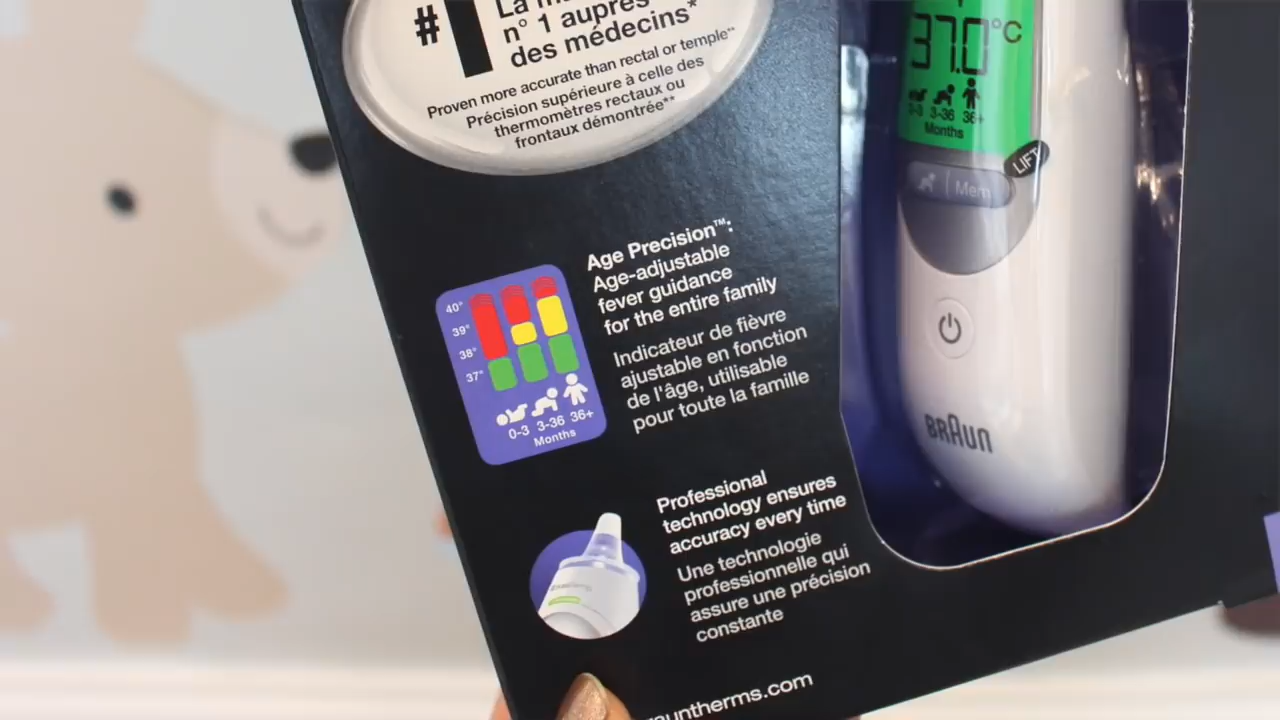 #1
n° 1 auprès
des médecins*
Proven more accurate than rectal or temple**
Précision supérieure à celle des
thermomètres rectaux ou
frontaux démontrée**
37.0°C
0-3 3-36 36+
Months
LIFT
Mem
BRAUN
Age Precision™:
Age-adjustable
fever guidance
for the entire family
Indicateur de fièvre
ajustable en fonction
de l'âge, utilisable
pour toute la famille
40°
39°
38°
37°
0-3 3-36 36+
Months
Professional
technology ensures
accuracy every time
Une technologie
professionnelle qui
assure une précision
constante